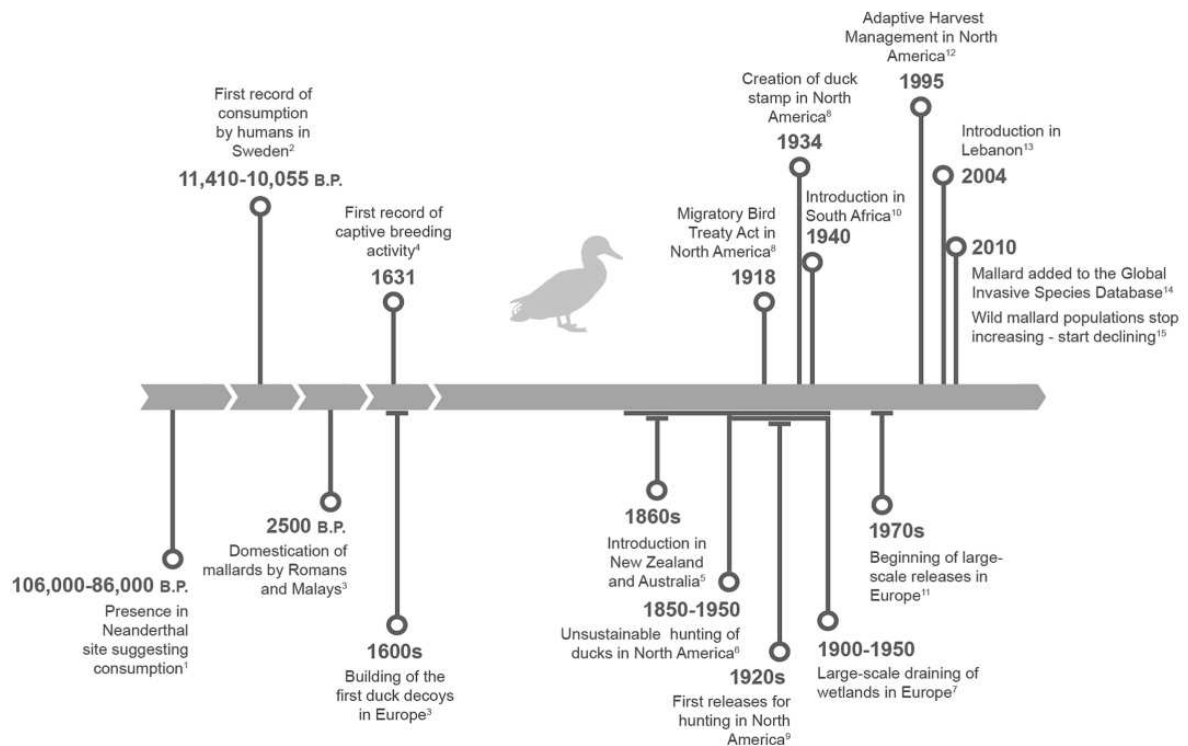 First record of
consumption
by humans in
Sweden²
11,410-10,055 B.P.
First record of
captive breeding
activity⁴
1631
Migratory Bird
Treaty Act in
North America⁸
1918
Creation of duck
stamp in North
America⁸
1934
Introduction in
South Africa¹⁰
1940
Adaptive Harvest
Management in North
America¹²
1995
Introduction in
Lebanon¹³
2004
2010
Mallard added to the Global
Invasive Species Database¹⁴
Wild mallard populations stop
increasing - start declining¹⁵
106,000-86,000 B.P.
Presence in
Neanderthal
site suggesting
consumption¹
2500 B.P.
Domestication of
mallards by Romans
and Malays³
1600s
Building of the
first duck decoys
in Europe³
1860s
Introduction in
New Zealand
and Australia⁵
1850-1950
Unsustainable hunting of
ducks in North America⁶
1920s
First releases for
hunting in North
America⁹
1900-1950
Large-scale draining of
wetlands in Europe⁷
1970s
Beginning of large-
scale releases in
Europe¹¹